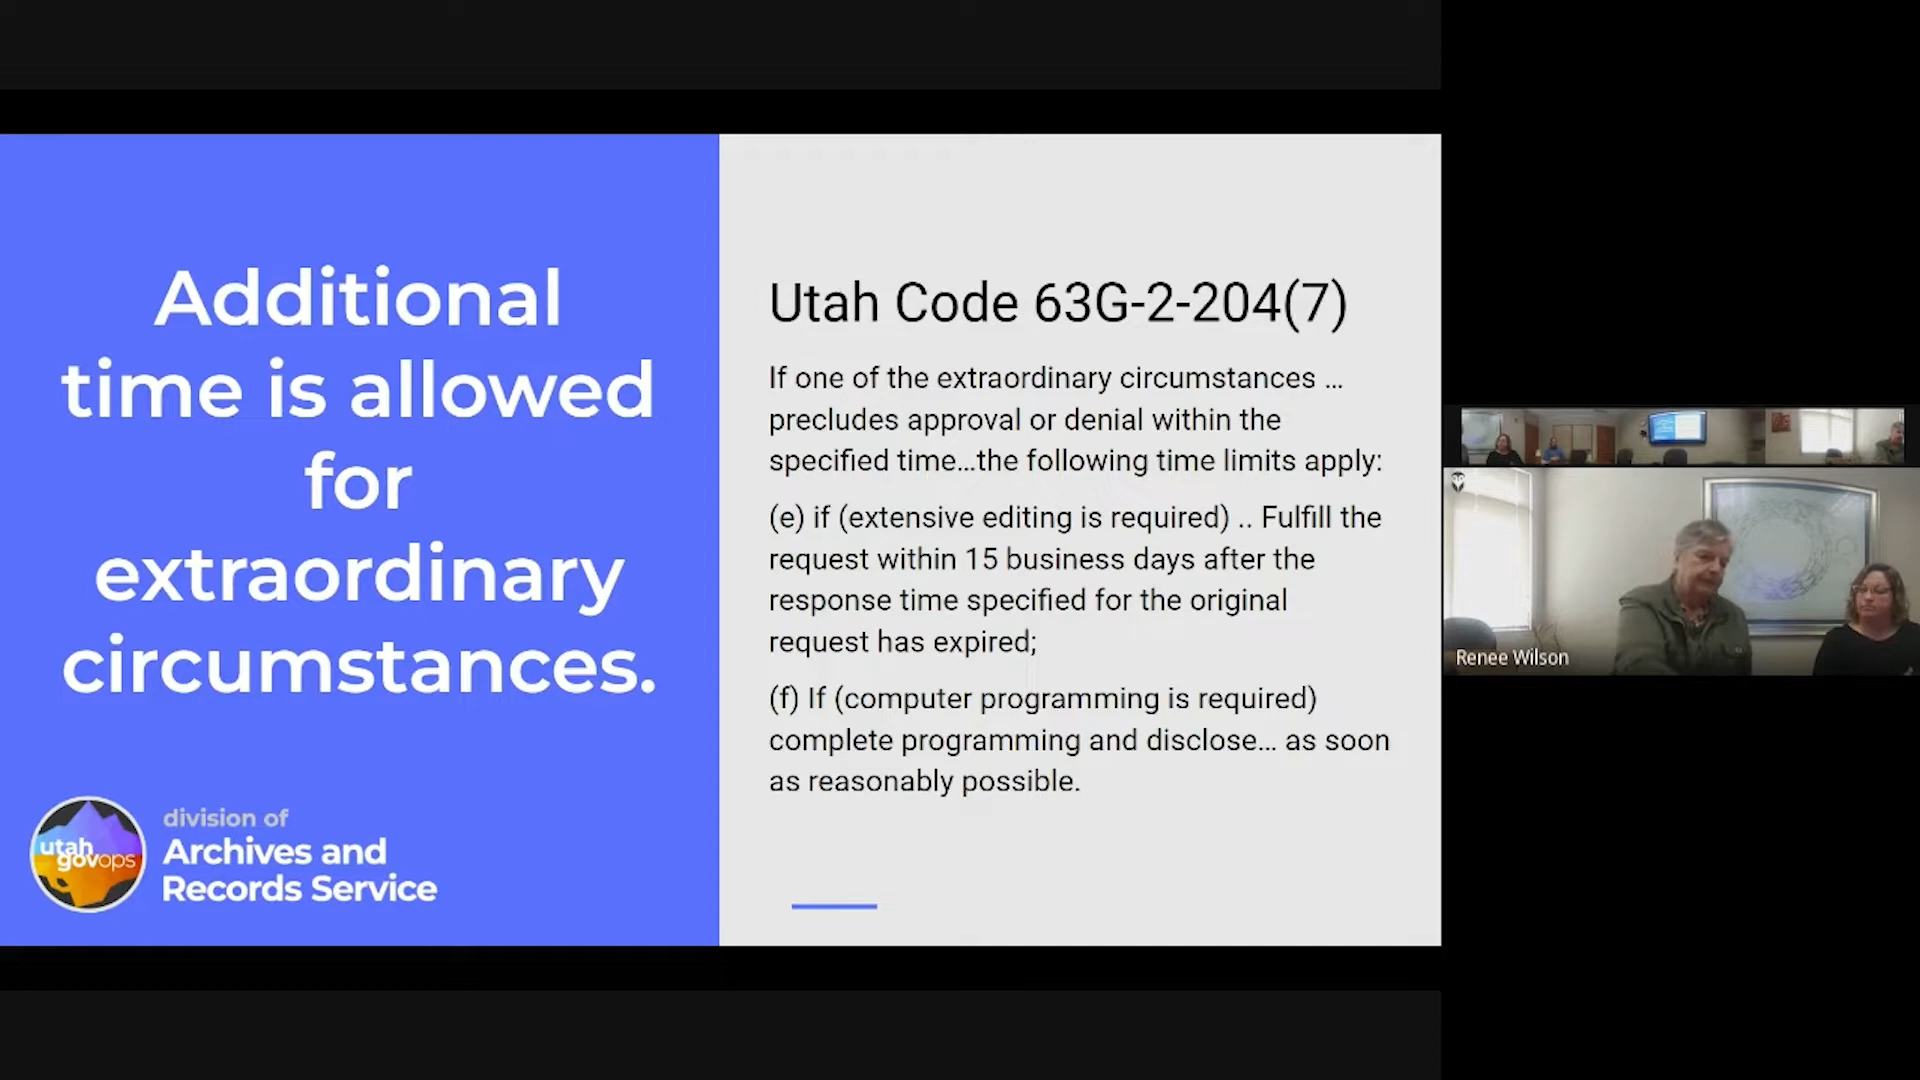 Additional
time is allowed
for
extraordinary
circumstances.
utah
govops
division of
Archives and
Records Service
Utah Code 63G-2-204(7)
If one of the extraordinary circumstances ...
precludes approval or denial within the
specified time...the following time limits apply:
(e) if (extensive editing is required) .. Fulfill the
request within 15 business days after the
response time specified for the original
request has expired;
(f) If (computer programming is required)
complete programming and disclose... as soon
as reasonably possible.
Renee Wilson